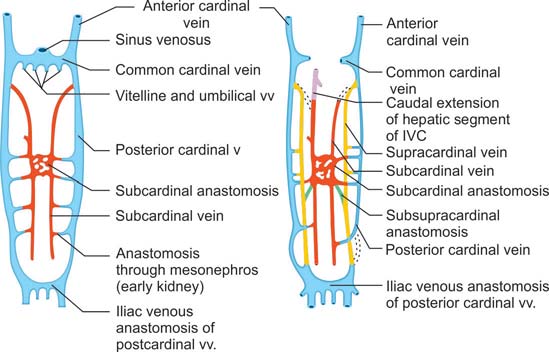 Anterior cardinal
vein
Sinus venosus
Common cardinal vein
Vitelline and umbilical vv
Posterior cardinal v
Subcardinal anastomosis
Subcardinal vein
Anastomosis
through mesonephros
(early kidney)
Iliac venous
anastomosis of
postcardinal vv.
Anterior
cardinal vein
Common cardinal
vein
Caudal extension
of hepatic segment
of IVC
Supracardinal vein
Subcardinal vein
Subcardinal anastomosis
Subsupracardinal
anastomosis
Posterior cardinal vein
Iliac venous anastomosis
of posterior cardinal vv.